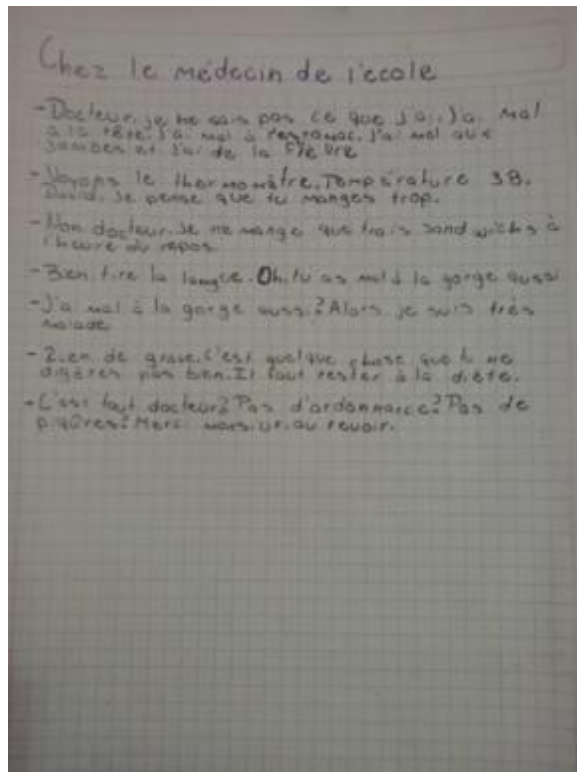 Chez le médecin de l'ecole
- Docteur, je ne sais pas ce que j'ai. J'ai mal
à la tête. J'ai mal à l'estomac. J'ai mal aux
jambes et j'ai de la fièvre
- Voyons le thermomètre. Température 38.
David. Je pense que tu manges trop.
- Non docteur. Je ne mange que trois sandwichs à
l'heure du repos.
- Bien tire la langue. Oh, tu as mal à la gorge aussi
- J'ai mal à la gorge aussi? Alors je suis très
malade
- Rien de grave. C'est quelque chose que tu ne
digères pas bien. Il faut rester à la diète.
- C'est tout docteur? Pas d'ordonnance? Pas de
piqûres? Merci monsieur, au revoir.